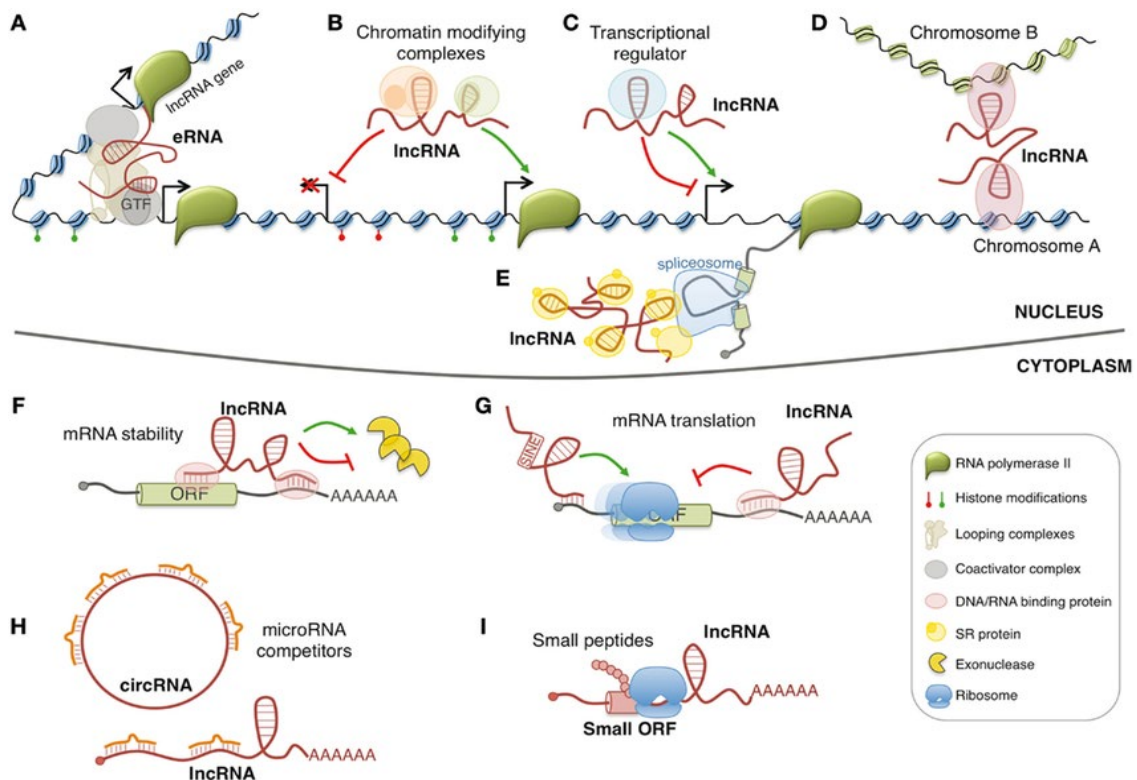 A
B
C
D
Chromatin modifying
complexes
Transcriptional
regulator
Chromosome B
lncRNA gene
eRNA
lncRNA
lncRNA
lncRNA
GTF
Chromosome A
E
spliceosome
lncRNA
NUCLEUS
CYTOPLASM
F
lncRNA
mRNA stability
ORF
AAAAAA
G
mRNA translation
lncRNA
SINE
ORF
AAAAAA
H
microRNA
competitors
circRNA
lncRNA
AAAAAA
I
Small peptides
lncRNA
AAAAAA
Small ORF
RNA polymerase II
Histone modifications
Looping complexes
Coactivator complex
DNA/RNA binding protein
SR protein
Exonuclease
Ribosome